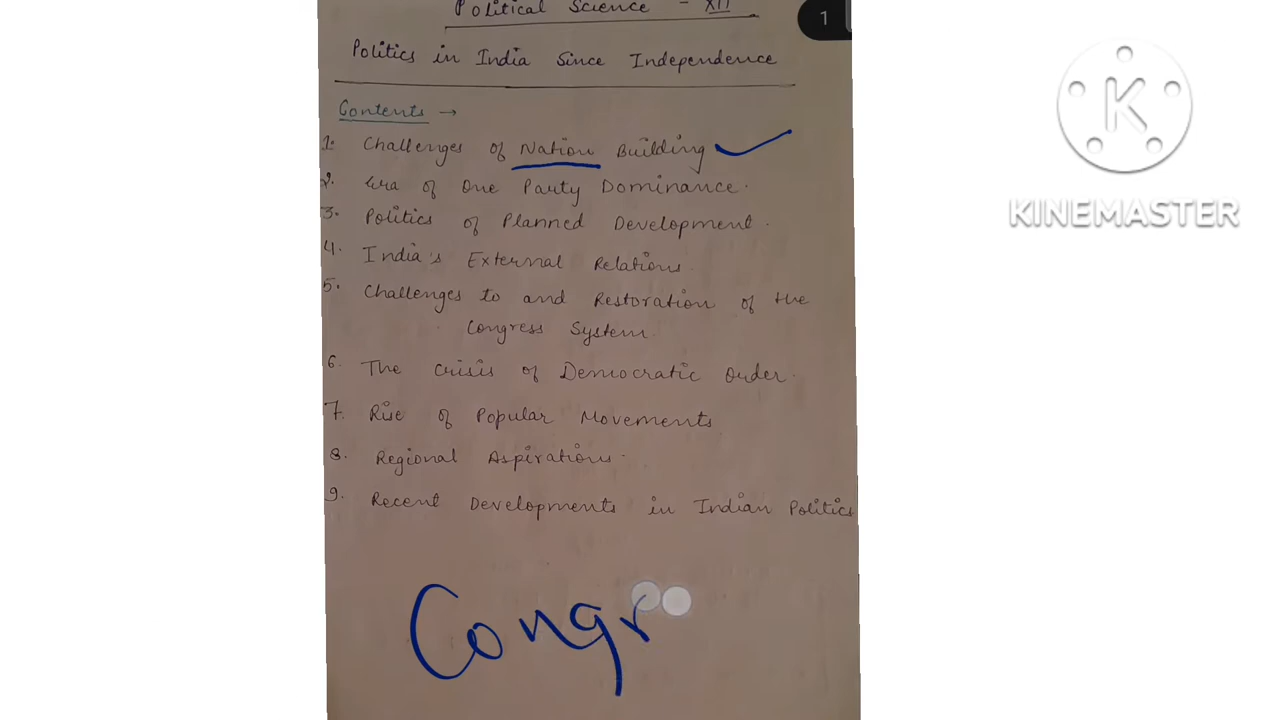 Political Science - XII
1
Politics in India Since Independence
Contents →
1. Challenges of Nation Building
2. Era of One Party Dominance.
3. Politics of Planned Development.
4. India's External Relations.
5. Challenges to and Restoration of the
Congress System.
6. The Crisis of Democratic Order.
7. Rise of Popular Movements
8. Regional Aspirations.
9. Recent Developments in Indian Politics
Congr
K
KINEMASTER